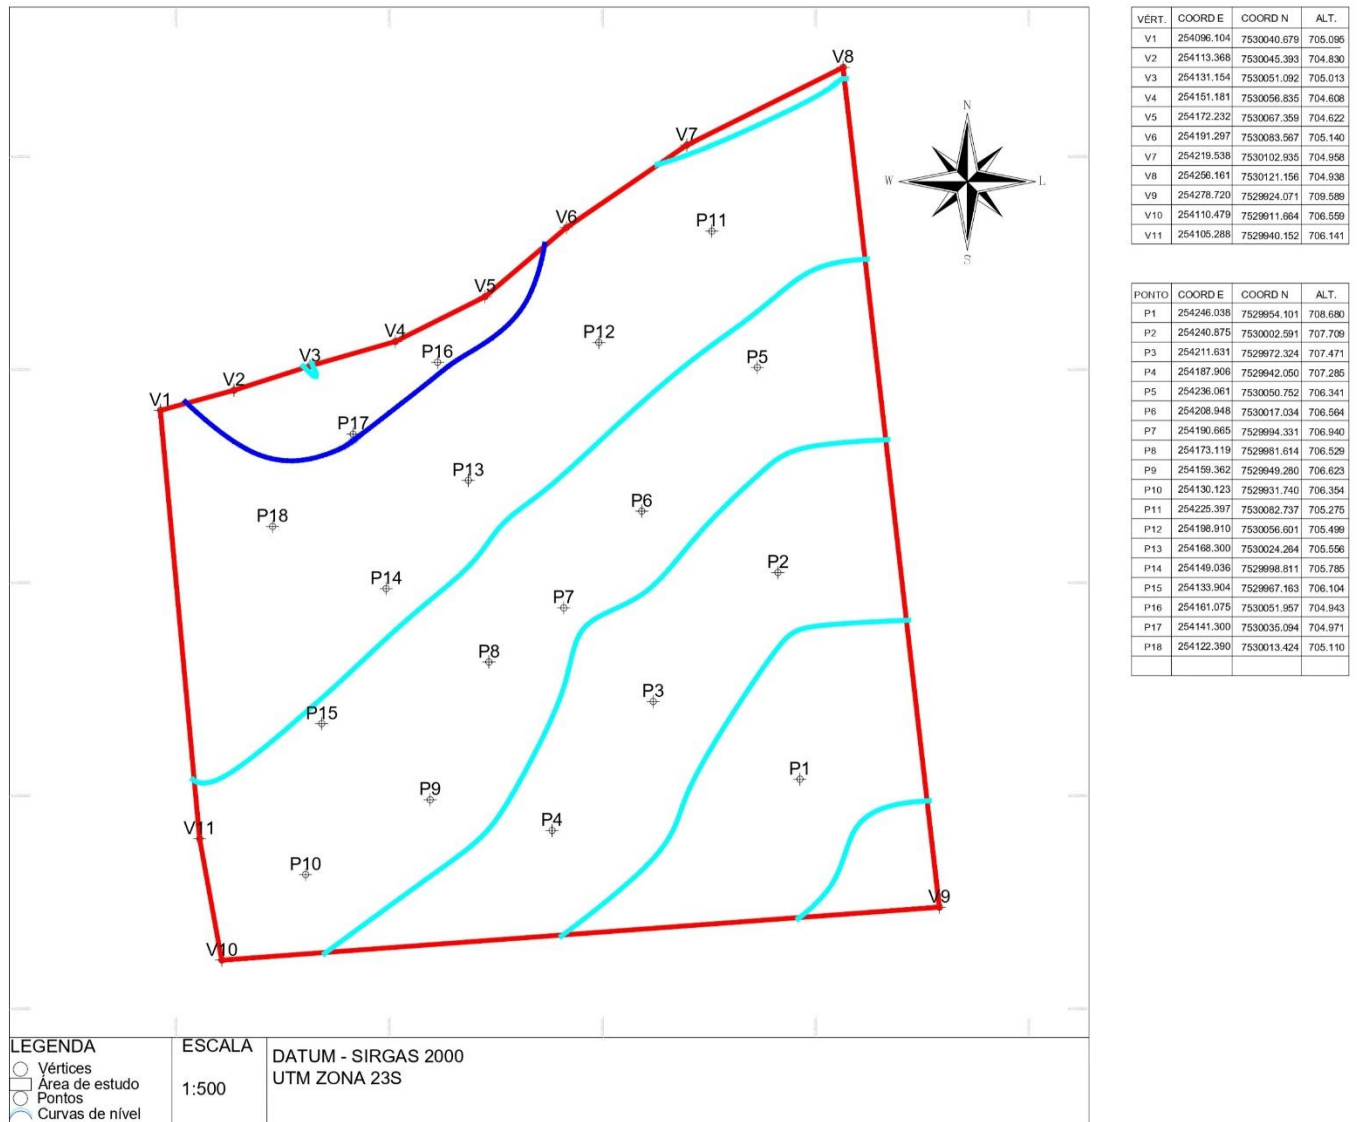 V8
V7
N
W
L
S
V6
P11
V5
V4
P12
V3
P16
P5
V2
V1
P17
P13
P18
P6
P14
P2
P7
P8
P3
P15
P1
P9
V11
P4
P10
V9
V10
LEGENDA
Vértices
Área de estudo
Pontos
Curvas de nível
ESCALA
1:500
DATUM - SIRGAS 2000
UTM ZONA 23S
VÉRT. COORD E COORD N ALT.
V1 254096.104 7530040.679 705.095
V2 254113.368 7530045.393 704.830
V3 254131.154 7530051.092 705.013
V4 254151.181 7530056.835 704.608
V5 254172.232 7530067.359 704.622
V6 254191.297 7530083.567 705.140
V7 254219.538 7530102.935 704.958
V8 254256.161 7530121.156 704.938
V9 254278.720 7529924.071 709.589
V10 254110.479 7529911.664 706.559
V11 254105.288 7529940.152 706.141
PONTO COORD E COORD N ALT.
P1 254246.038 7529954.101 708.680
P2 254240.875 7530002.591 707.709
P3 254211.631 7529972.324 707.471
P4 254187.906 7529942.050 707.285
P5 254236.061 7530050.752 706.341
P6 254208.948 7530017.034 706.564
P7 254190.665 7529994.331 706.940
P8 254173.119 7529981.614 706.529
P9 254159.362 7529949.280 706.623
P10 254130.123 7529931.740 706.354
P11 254225.397 7530082.737 705.275
P12 254198.910 7530056.601 705.499
P13 254168.300 7530024.264 705.556
P14 254149.036 7529998.811 705.785
P15 254133.904 7529967.163 706.104
P16 254161.075 7530051.957 704.943
P17 254141.300 7530035.094 704.971
P18 254122.390 7530013.424 705.110